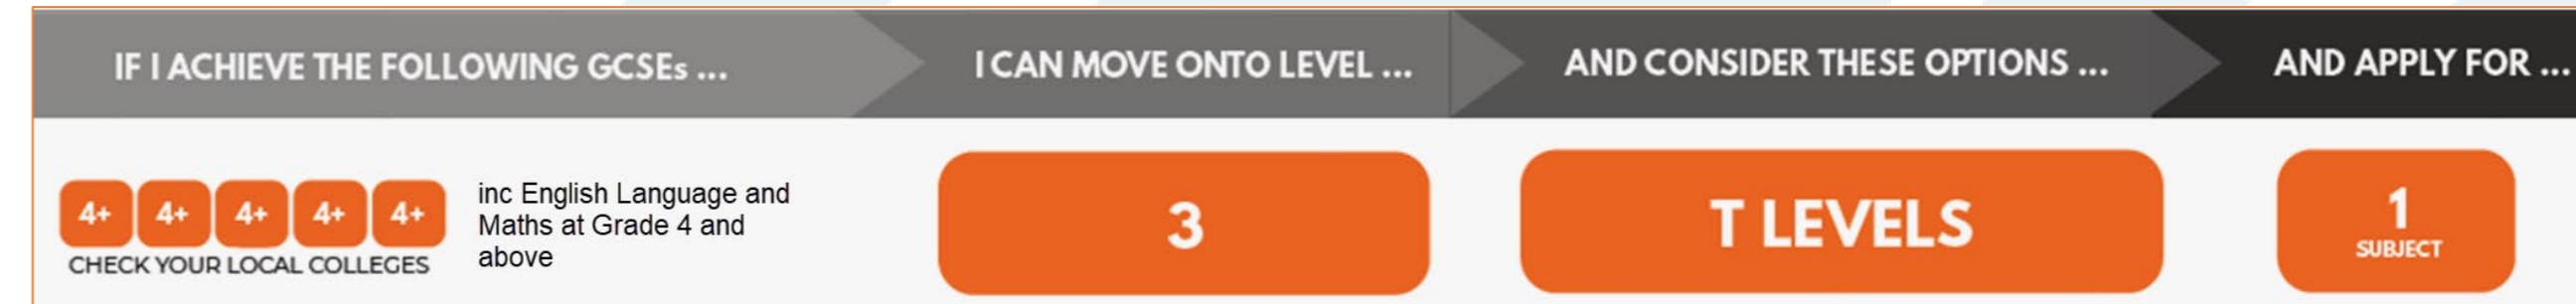 IF I ACHIEVE THE FOLLOWING GCSEs ...
I CAN MOVE ONTO LEVEL ...
AND CONSIDER THESE OPTIONS ...
AND APPLY FOR ...
4+ 4+ 4+ 4+ 4+
CHECK YOUR LOCAL COLLEGES
inc English Language and
Maths at Grade 4 and
above
3
T LEVELS
1
SUBJECT